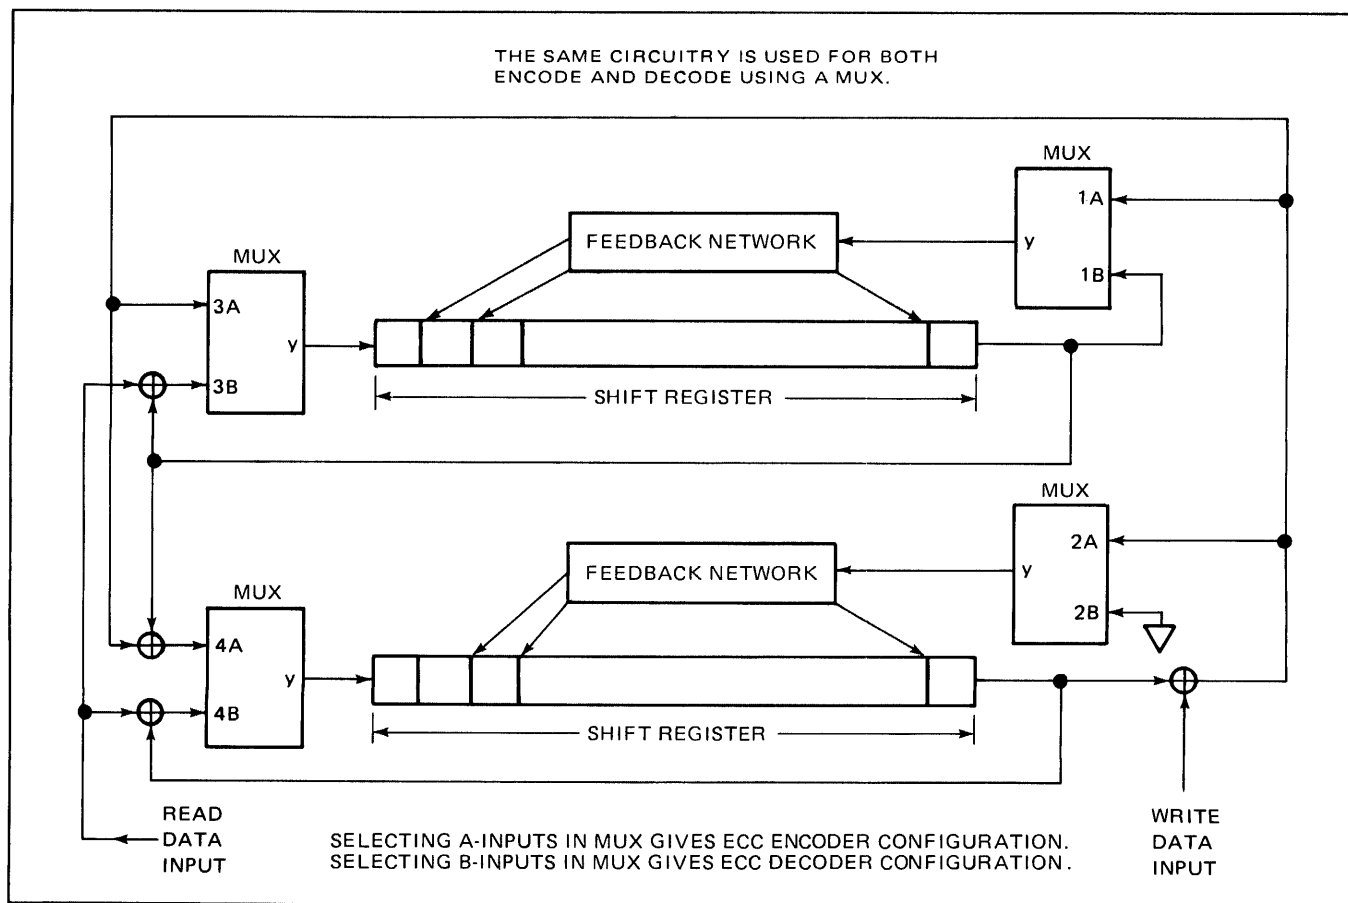 THE SAME CIRCUITRY IS USED FOR BOTH
ENCODE AND DECODE USING A MUX.
MUX
1A
y
1B
FEEDBACK NETWORK
MUX
3A
y
3B
SHIFT REGISTER
MUX
2A
y
2B
FEEDBACK NETWORK
MUX
4A
y
4B
SHIFT REGISTER
READ
DATA
INPUT
SELECTING A-INPUTS IN MUX GIVES ECC ENCODER CONFIGURATION.
SELECTING B-INPUTS IN MUX GIVES ECC DECODER CONFIGURATION.
WRITE
DATA
INPUT